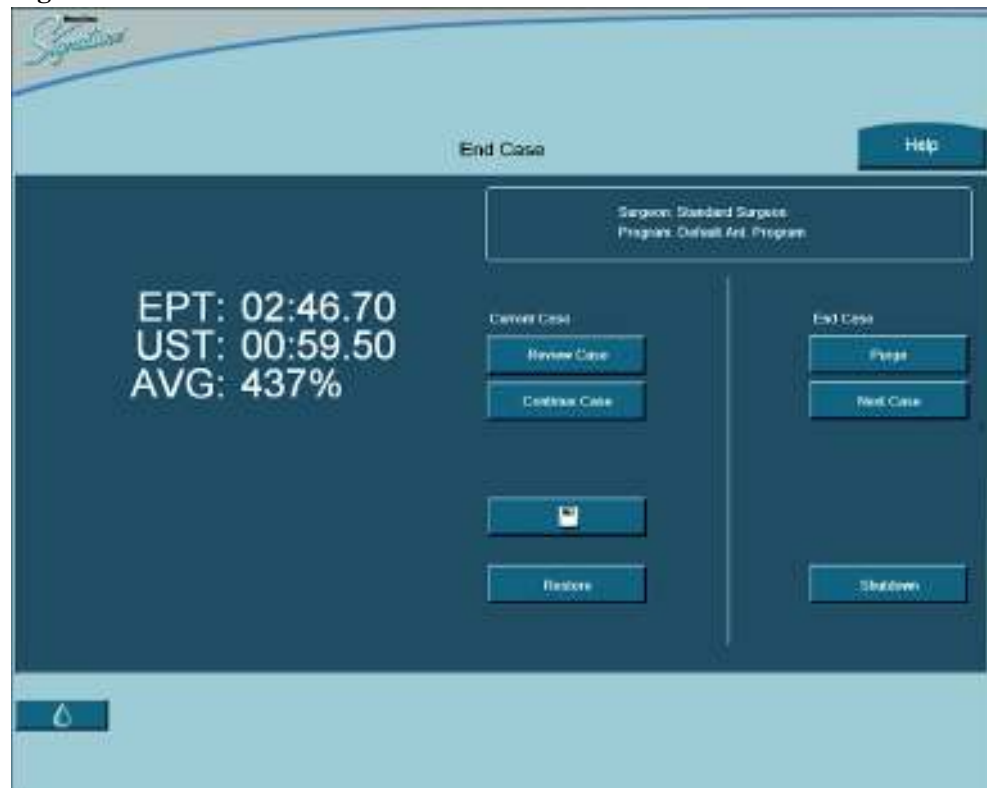 Signature
End Case
Help
Surgeon: Standard Surgeon
Program: Default Ant. Program
EPT: 02:46.70
UST: 00:59.50
AVG: 437%
Current Case
Review Case
Continue Case
Restore
End Case
Purge
Next Case
Shutdown